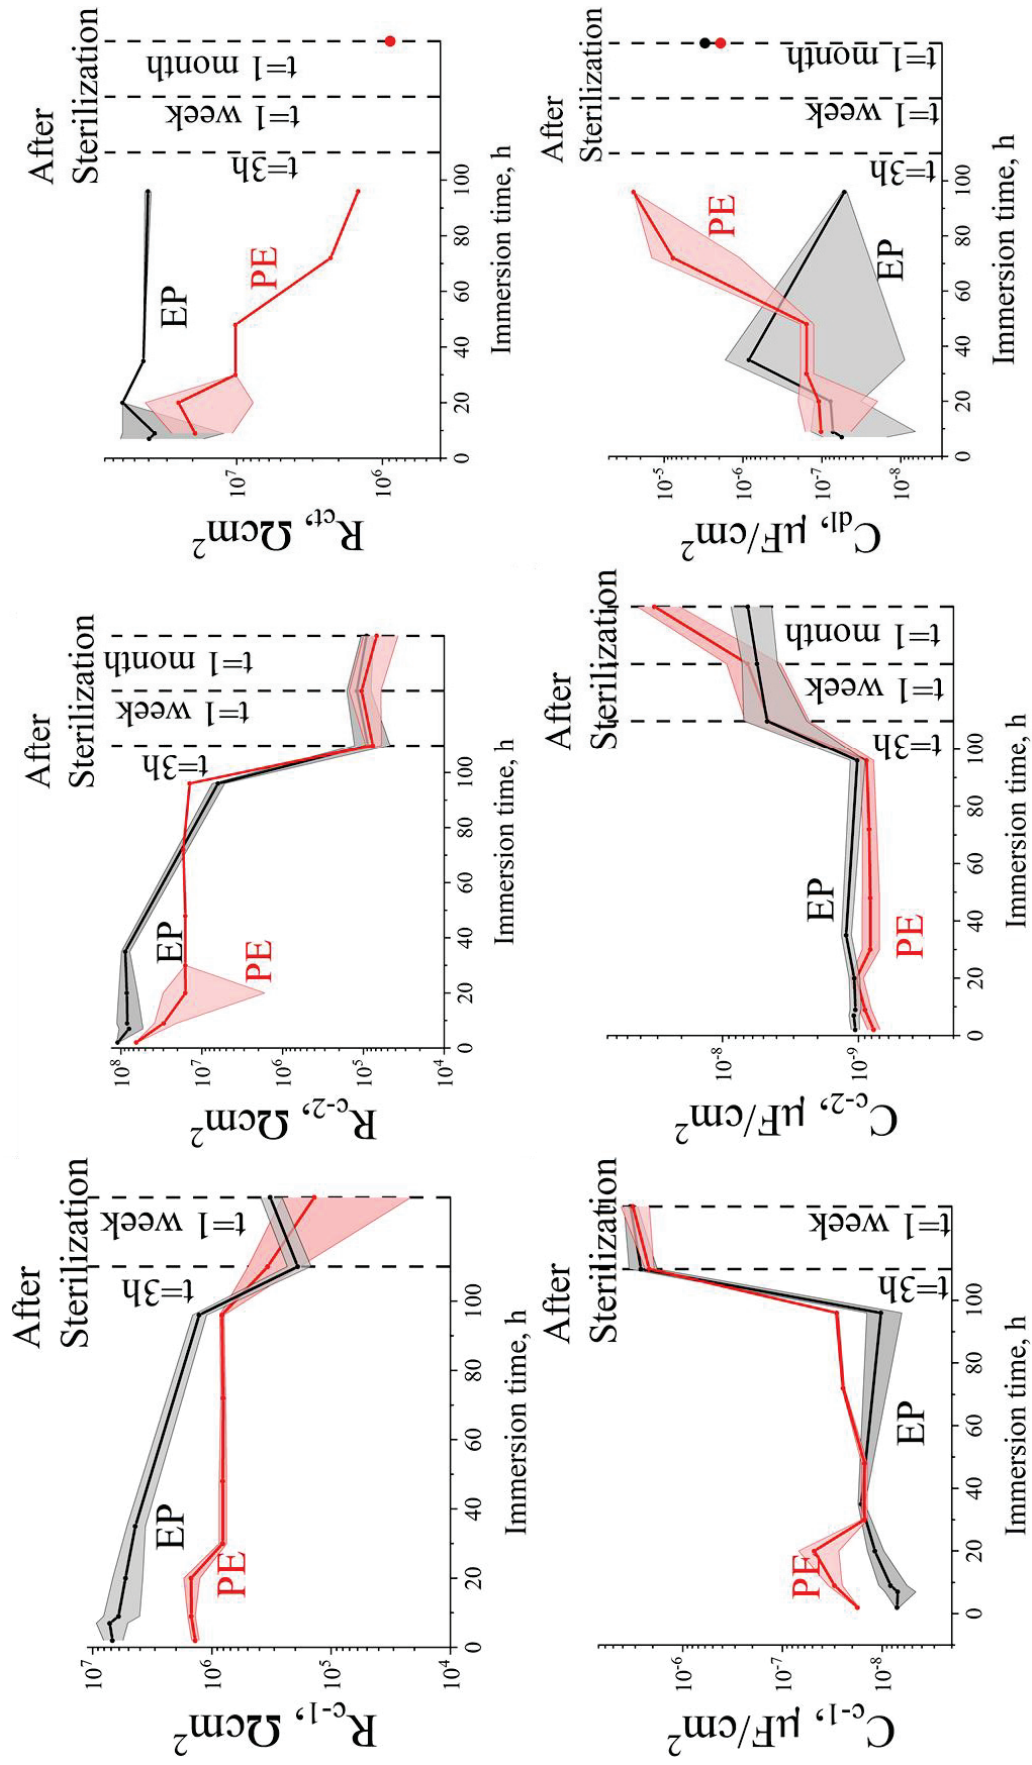 After
Sterilization
t=3h
t=1 week
10⁷
10⁶
10⁵
10⁴
R_c-1, Ωcm²
EP
PE
0 20 40 60 80 100
Immersion time, h
After
Sterilization
t=3h
t=1 week
t=1 month
10⁸
10⁷
10⁶
10⁵
10⁴
R_c-2, Ωcm²
EP
PE
0 20 40 60 80 100
Immersion time, h
After
Sterilization
t=3h
t=1 week
t=1 month
10⁷
10⁶
R_ct, Ωcm²
EP
PE
0 20 40 60 80 100
Immersion time, h
After
Sterilization
t=3h
t=1 week
10⁻⁶
10⁻⁷
10⁻⁸
C_c-1, µF/cm²
PE
EP
0 20 40 60 80 100
Immersion time, h
After
Sterilization
t=3h
t=1 week
t=1 month
10⁻⁸
10⁻⁹
C_c-2, µF/cm²
EP
PE
0 20 40 60 80 100
Immersion time, h
After
Sterilization
t=3h
t=1 week
t=1 month
10⁻⁵
10⁻⁶
10⁻⁷
10⁻⁸
C_dl, µF/cm²
PE
EP
0 20 40 60 80 100
Immersion time, h